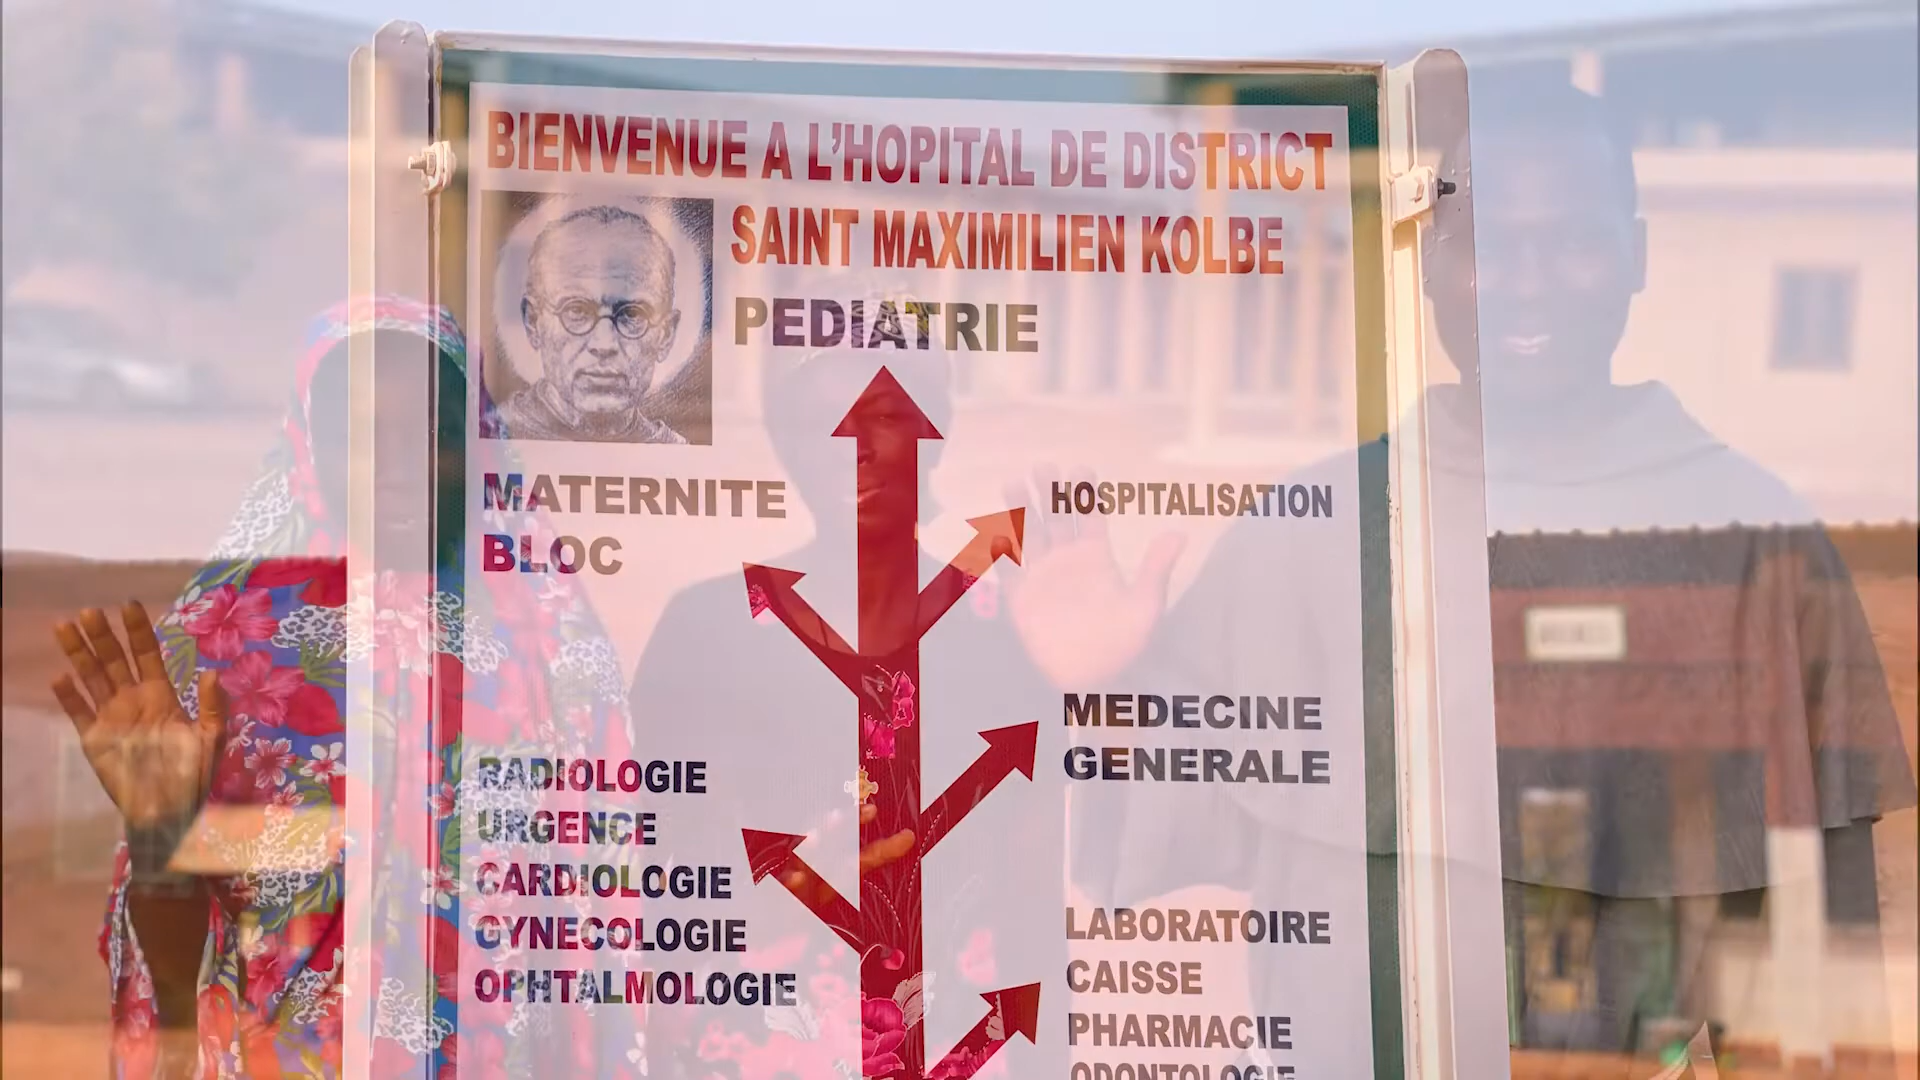 BIENVENUE A L'HOPITAL DE DISTRICT
SAINT MAXIMILIEN KOLBE
PEDIATRIE
MATERNITE
BLOC
HOSPITALISATION
MEDECINE
GENERALE
RADIOLOGIE
URGENCE
CARDIOLOGIE
GYNECOLOGIE
OPHTALMOLOGIE
LABORATOIRE
CAISSE
PHARMACIE
ODONTOLOGIE